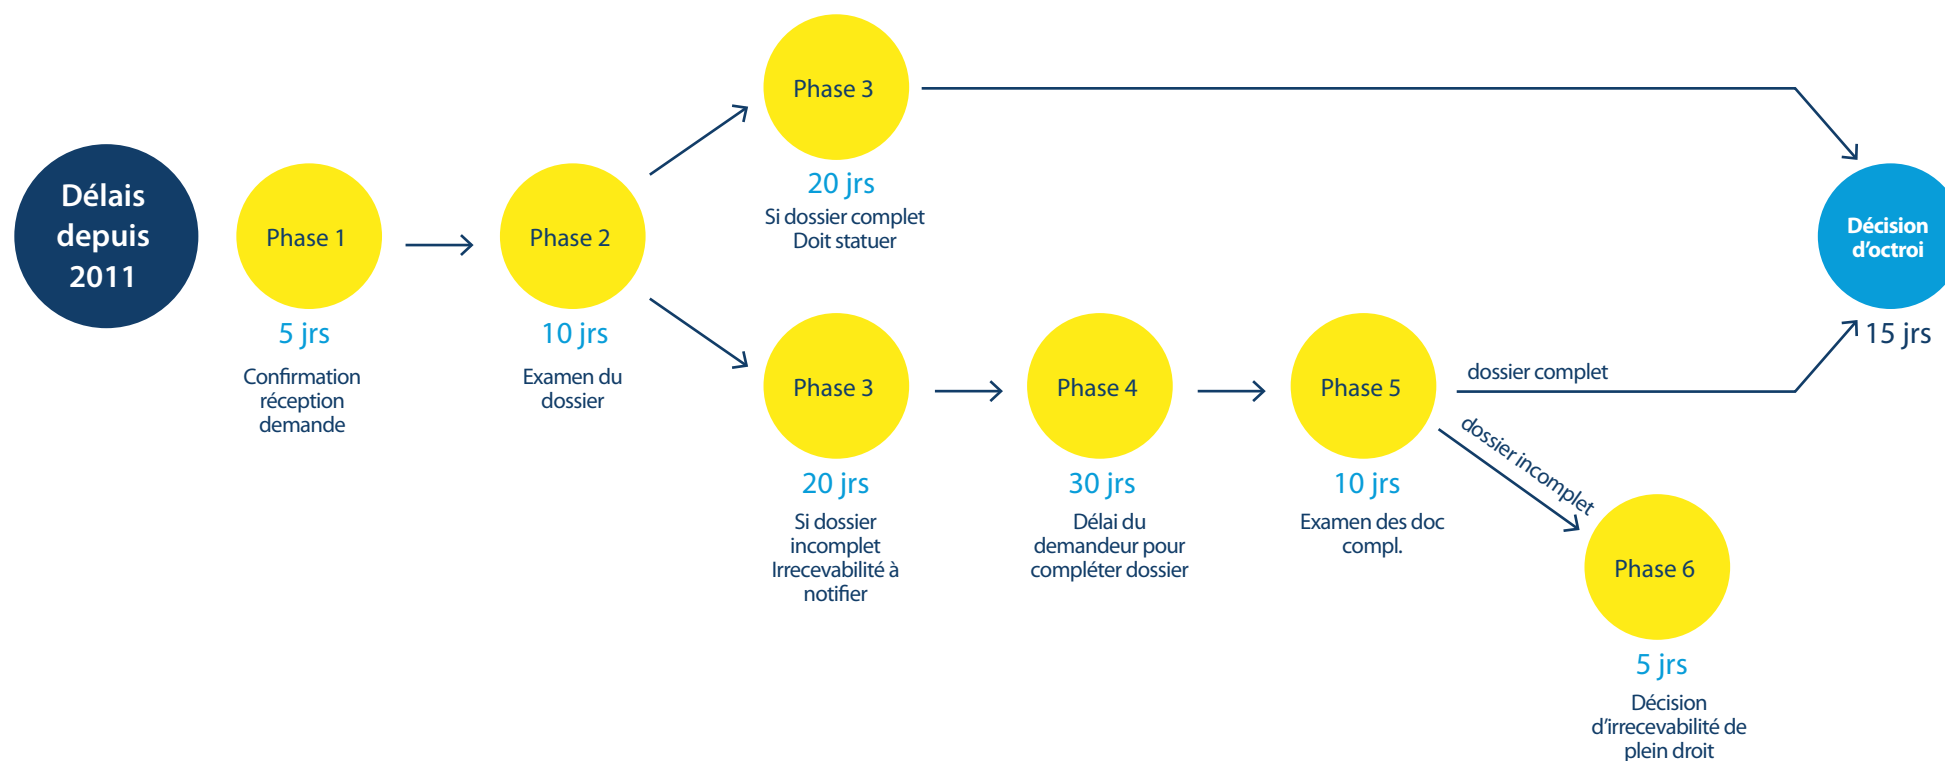 Délais
depuis
2011
Phase 1
5 jrs
Confirmation
réception
demande
Phase 2
10 jrs
Examen du
dossier
Phase 3
20 jrs
Si dossier complet
Doit statuer
Phase 3
20 jrs
Si dossier
incomplet
Irrecevabilité à
notifier
Phase 4
30 jrs
Délai du
demandeur pour
compléter dossier
Phase 5
10 jrs
Examen des doc
compl.
dossier complet
dossier incomplet
Phase 6
5 jrs
Décision
d'irrecevabilité de
plein droit
Décision
d'octroi
15 jrs